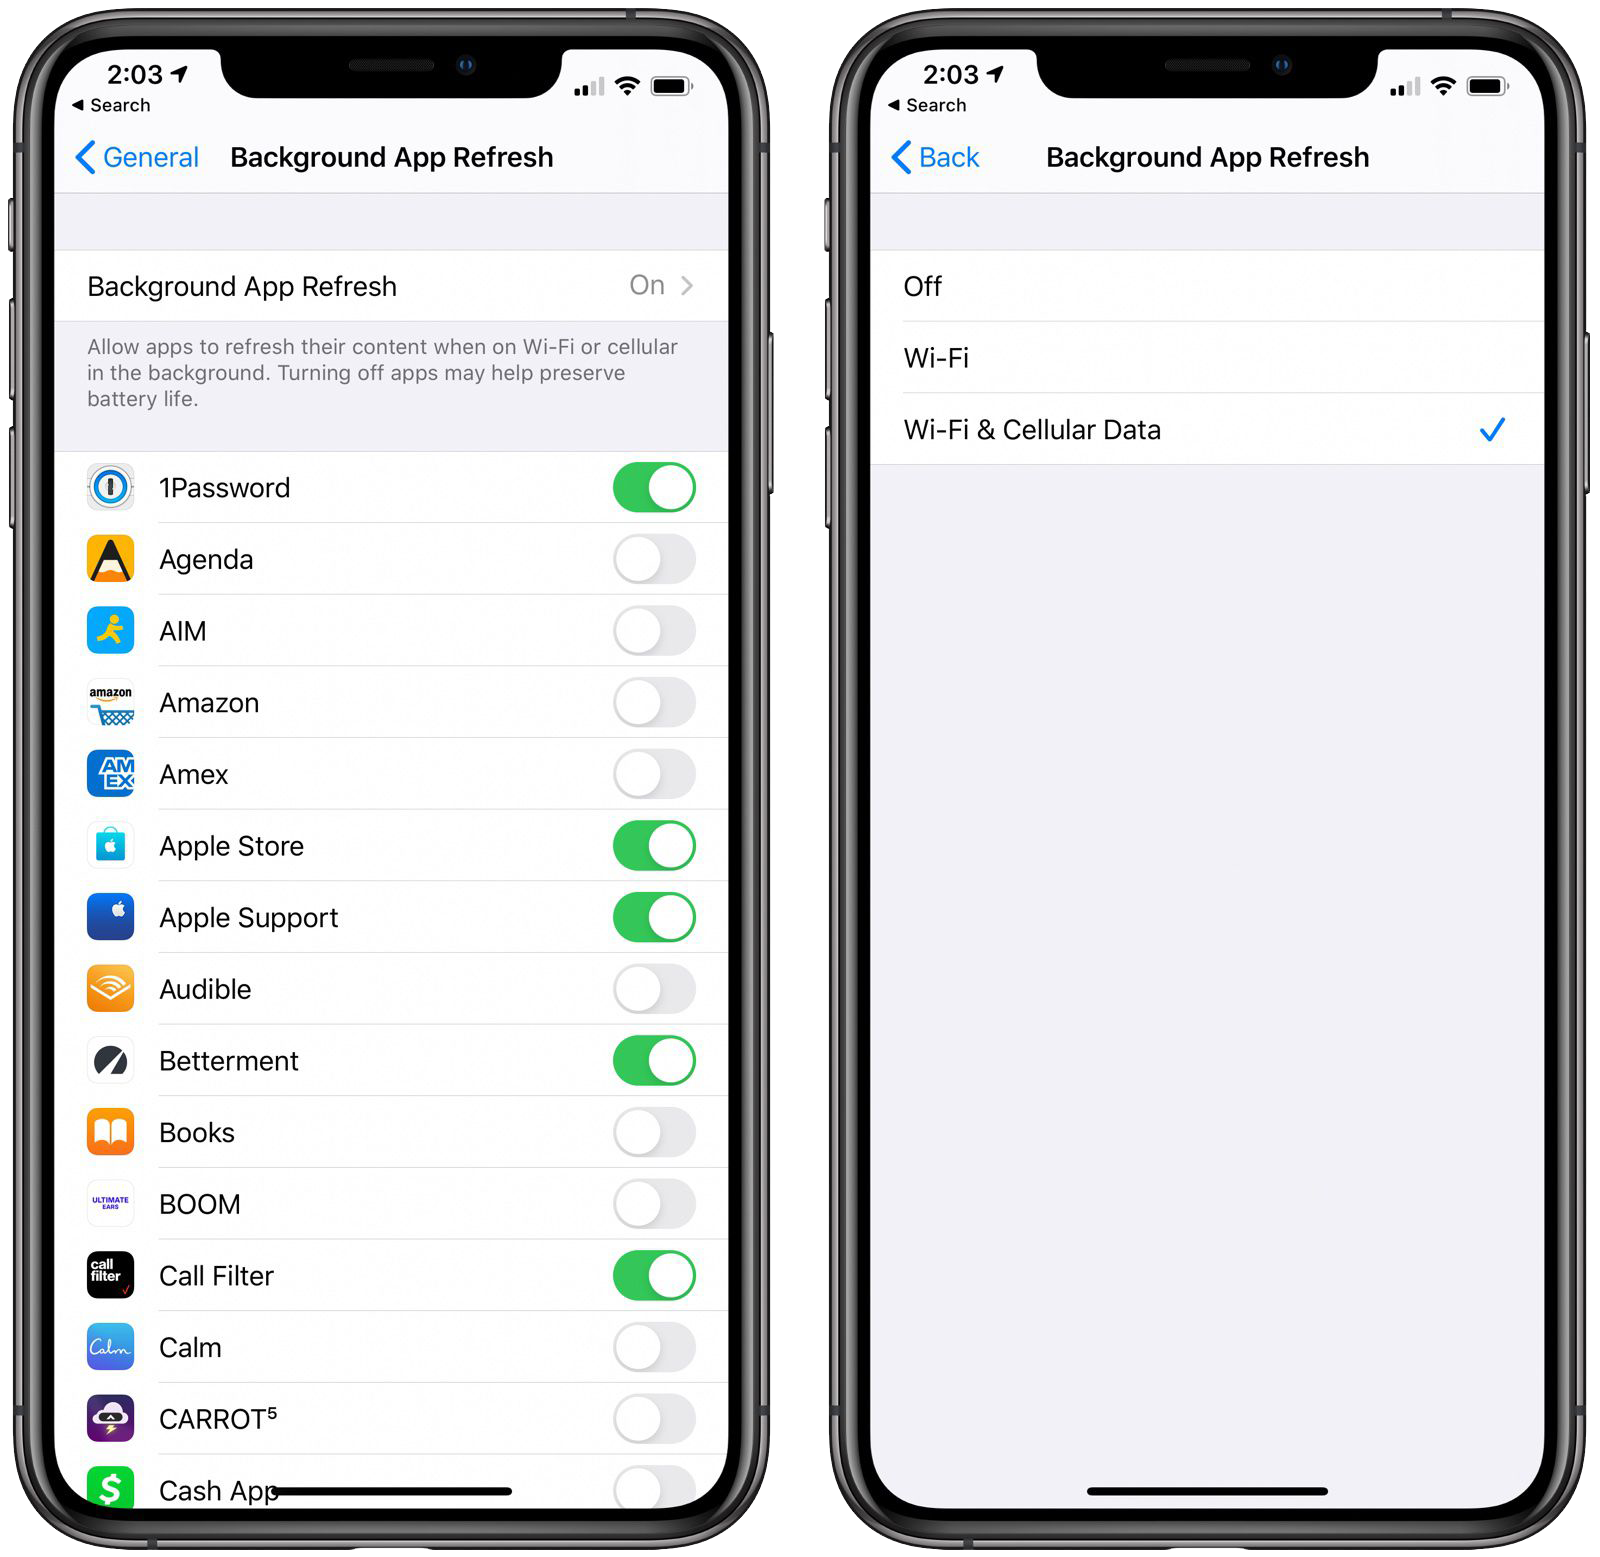 2:03
Search
General
Background App Refresh
Background App Refresh
On
Allow apps to refresh their content when on Wi-Fi or cellular
in the background. Turning off apps may help preserve
battery life.
1Password
Agenda
AIM
amazon
Amazon
AM
EX
Amex
Apple Store
Apple Support
Audible
Betterment
Books
ULTIMATE
EARS
BOOM
call
filter
Call Filter
Calm
Calm
CARROT⁵
$
Cash App
2:03
Search
Back
Background App Refresh
Off
Wi-Fi
Wi-Fi & Cellular Data